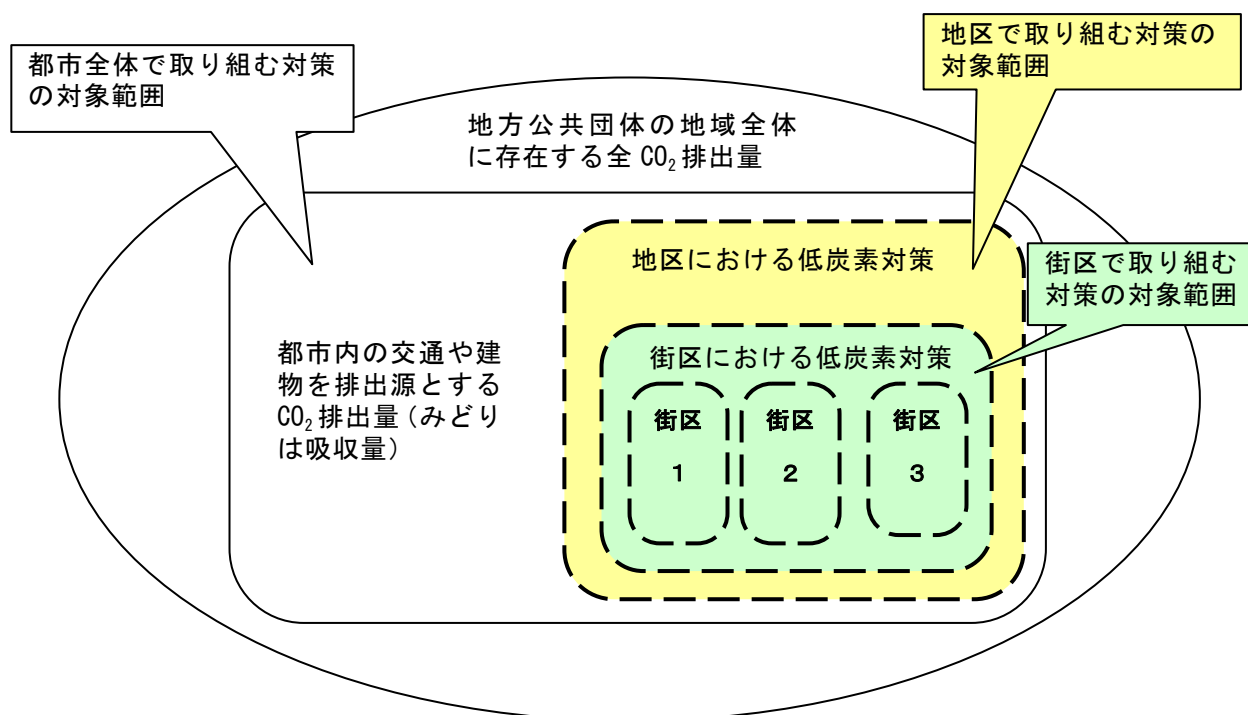 都市全体で取り組む対策
の対象範囲
地区で取り組む対策の
対象範囲
地方公共団体の地域全体
に存在する全 CO₂排出量
地区における低炭素対策
街区で取り組む
対策の対象範囲
都市内の交通や建
物を排出源とする
CO₂排出量（みどり
は吸収量）
街区における低炭素対策
街区
1
街区
2
街区
3